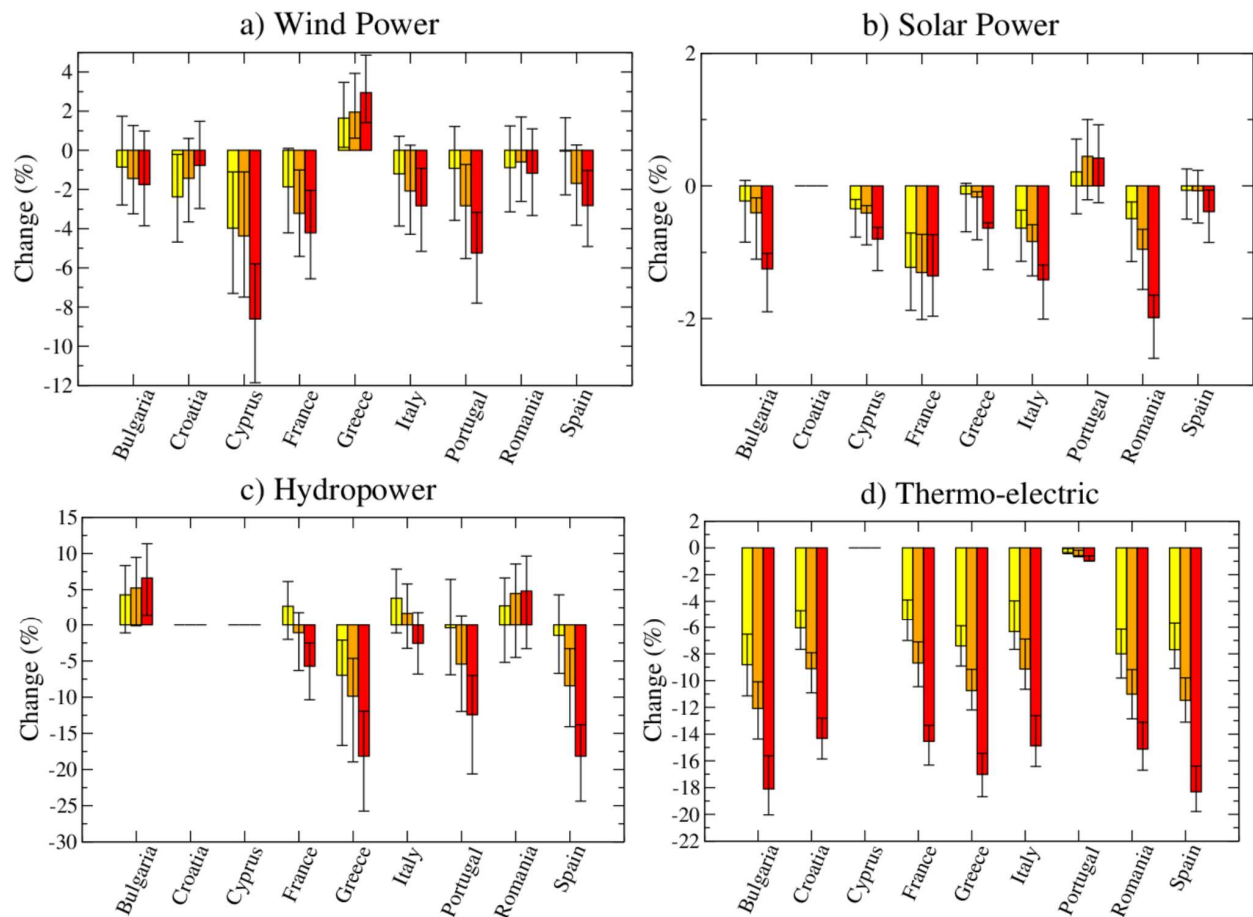 a) Wind Power
Change (%)
4
2
0
-2
-4
-6
-8
-10
-12
Bulgaria
Croatia
Cyprus
France
Greece
Italy
Portugal
Romania
Spain
b) Solar Power
Change (%)
2
0
-2
Bulgaria
Croatia
Cyprus
France
Greece
Italy
Portugal
Romania
Spain
c) Hydropower
Change (%)
15
10
5
0
-5
-10
-15
-20
-25
-30
Bulgaria
Croatia
Cyprus
France
Greece
Italy
Portugal
Romania
Spain
d) Thermo-electric
Change (%)
2
0
-2
-4
-6
-8
-10
-12
-14
-16
-18
-20
-22
Bulgaria
Croatia
Cyprus
France
Greece
Italy
Portugal
Romania
Spain